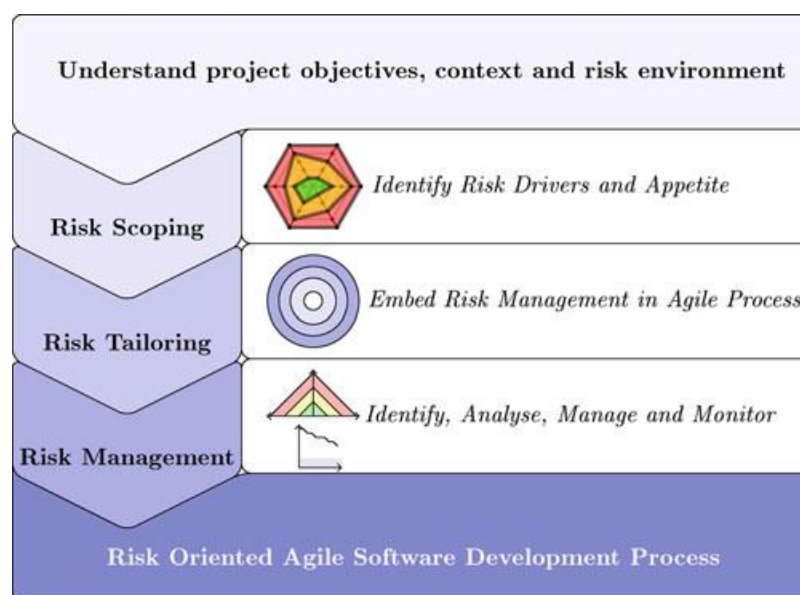 Understand project objectives, context and risk environment
Risk Scoping
Identify Risk Drivers and Appetite
Risk Tailoring
Embed Risk Management in Agile Process
Risk Management
Identify, Analyse, Manage and Monitor
Risk Oriented Agile Software Development Process